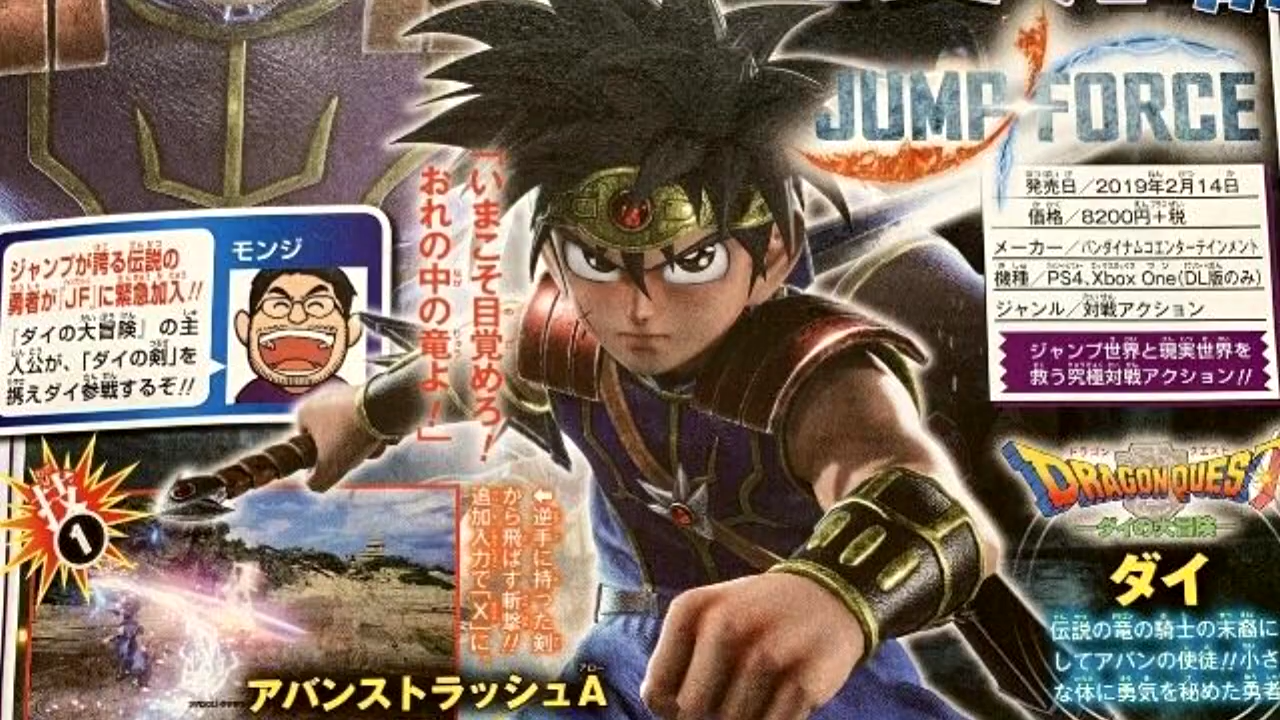 JUMP FORCE
発売日／2019年2月14日
価格／8200円＋税
メーカー／バンダイナムコエンターテインメント
機種／PS4、Xbox One（DL版のみ）
ジャンル／対戦アクション
ジャンプ世界と現実世界を
救う究極対戦アクション!!
「いまこそ目覚めろ！
おれの中の竜よ！」
モンジ
ジャンプが誇る伝説の
勇者が「JF」に緊急加入!!
『ダイの大冒険』の主
人公が、「ダイの剣」を
携えダイ参戦するぞ!!
技
1
←逆手に持った剣
から飛ばす斬撃!!
追加入力で「X」に。
アバンストラッシュA
ドラゴン クエスト
DRAGON QUEST
ダイの大冒険
ダイ
伝説の竜の騎士の末裔に
してアバンの使徒!!小さ
な体に勇気を秘めた勇者